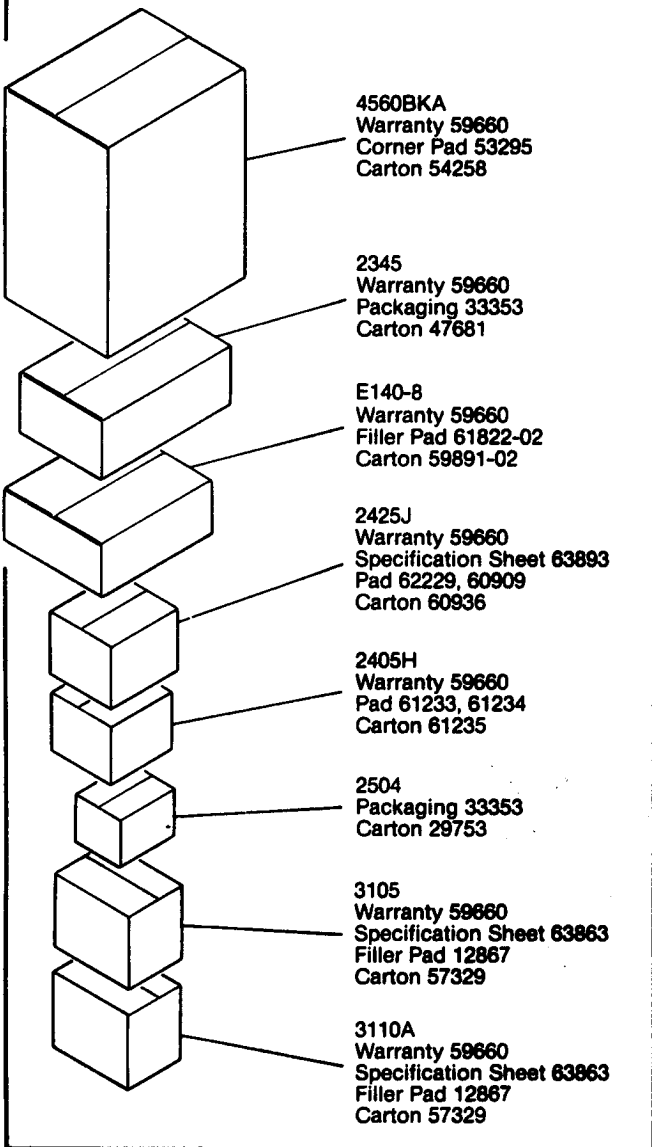 4560BKA
Warranty 59660
Corner Pad 53295
Carton 54258
2345
Warranty 59660
Packaging 33353
Carton 47681
E140-8
Warranty 59660
Filler Pad 61822-02
Carton 59891-02
2425J
Warranty 59660
Specification Sheet 63893
Pad 62229, 60909
Carton 60936
2405H
Warranty 59660
Pad 61233, 61234
Carton 61235
2504
Packaging 33353
Carton 29753
3105
Warranty 59660
Specification Sheet 63863
Filler Pad 12867
Carton 57329
3110A
Warranty 59660
Specification Sheet 63863
Filler Pad 12867
Carton 57329